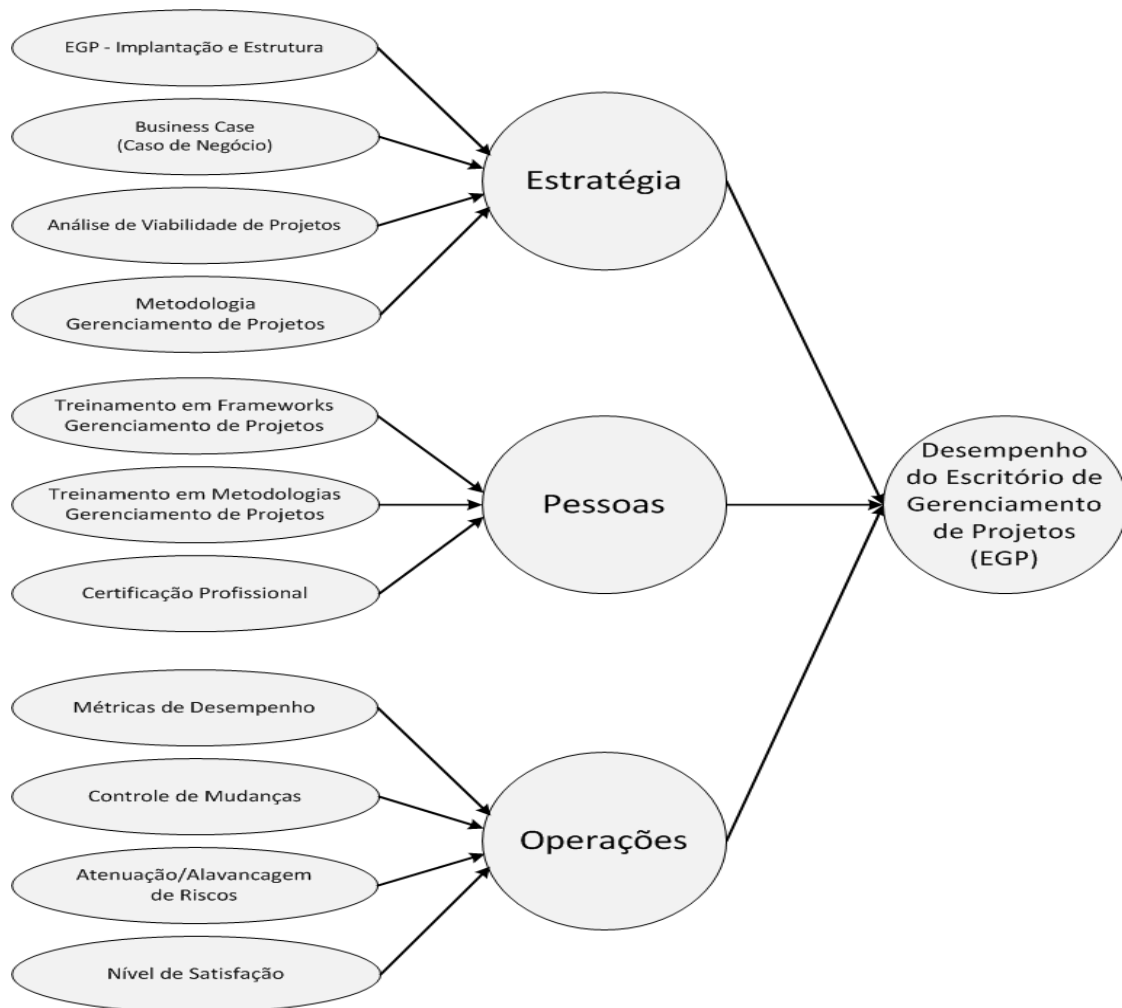 EGP - Implantação e Estrutura
Business Case
(Caso de Negócio)
Análise de Viabilidade de Projetos
Metodologia
Gerenciamento de Projetos
Estratégia
Treinamento em Frameworks
Gerenciamento de Projetos
Treinamento em Metodologias
Gerenciamento de Projetos
Certificação Profissional
Pessoas
Métricas de Desempenho
Controle de Mudanças
Atenuação/Alavancagem
de Riscos
Nível de Satisfação
Operações
Desempenho
do Escritório de
Gerenciamento
de Projetos
(EGP)